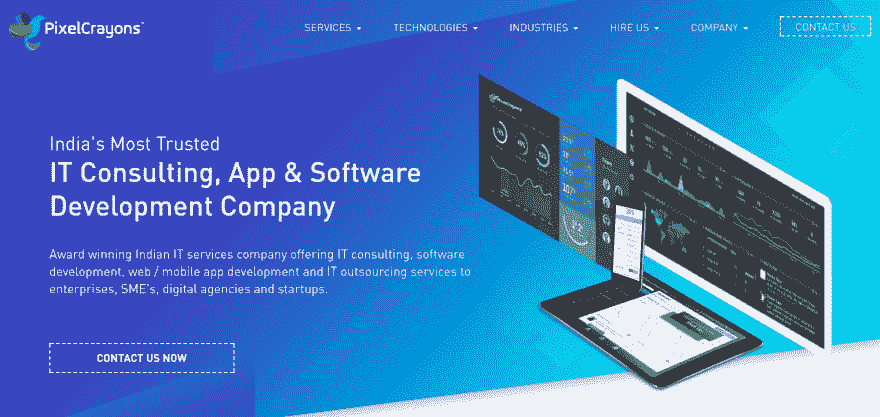 PixelCrayons™
SERVICES TECHNOLOGIES INDUSTRIES HIRE US COMPANY CONTACT US
India's Most Trusted
IT Consulting, App & Software
Development Company
Award winning Indian IT services company offering IT consulting, software
development, web / mobile app development and IT outsourcing services to
enterprises, SME's, digital agencies and startups.
CONTACT US NOW